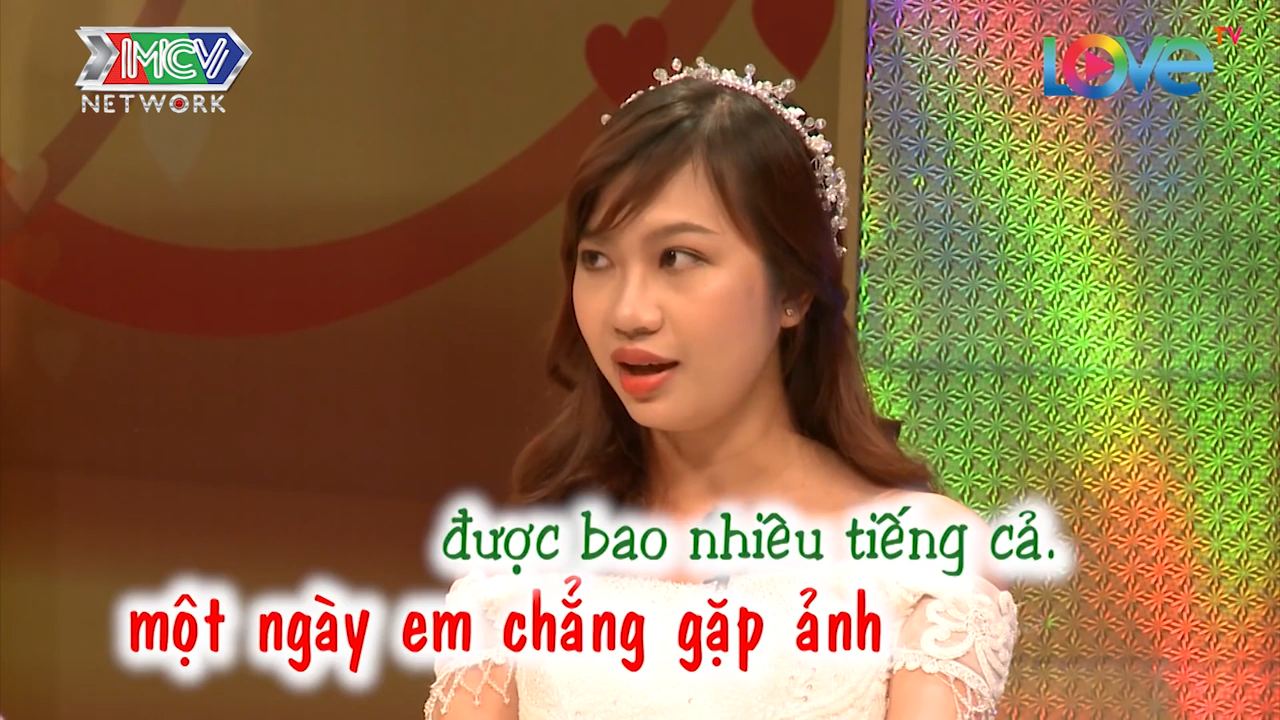 MCV
NETWORK
LOVE TV
được bao nhiêu tiếng cả.
một ngày em chẳng gặp ảnh